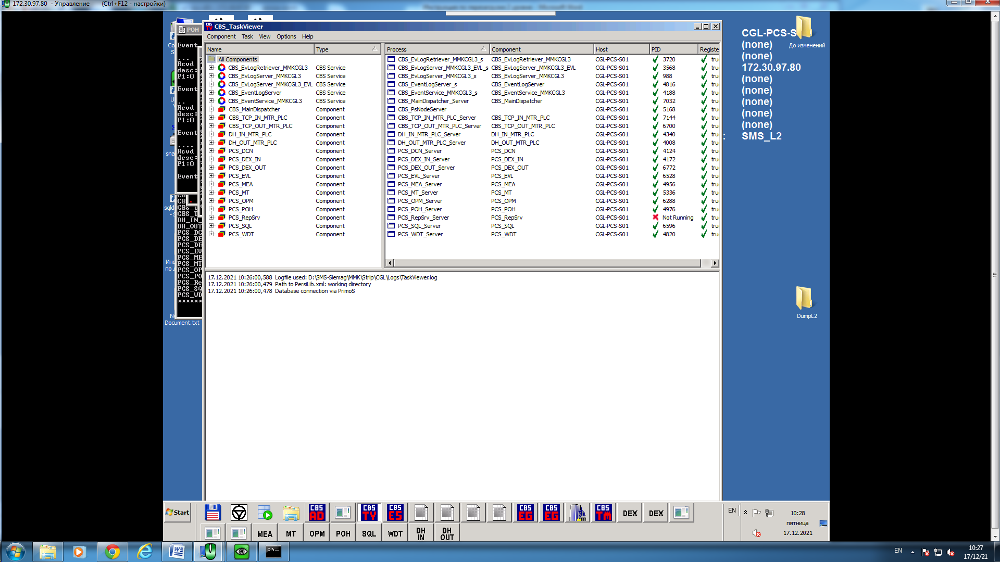 172.30.97.80 - Управление (Ctrl+F12 - настройки)
CBS_TaskViewer
Component Task View Options Help
Name Type
All Components
CBS_EvLogRetriever_MMKCGL3 CBS Service
CBS_EvLogServer_MMKCGL3 CBS Service
CBS_EvLogServer_MMKCGL3_EVL CBS Service
CBS_EventLogServer CBS Service
CBS_EventService_MMKCGL3 CBS Service
CBS_MainDispatcher Component
CBS_TCP_IN_MTR_PLC Component
CBS_TCP_OUT_MTR_PLC Component
DH_IN_MTR_PLC Component
DH_OUT_MTR_PLC Component
PCS_DCN Component
PCS_DEX_IN Component
PCS_DEX_OUT Component
PCS_EVL Component
PCS_MEA Component
PCS_MT Component
PCS_OPM Component
PCS_POH Component
PCS_RepSrv Component
PCS_SQL Component
PCS_WDT Component
Process Component Host PID Registe
CBS_EvLogRetriever_MMKCGL3_s CBS_EvLogRetriever_MMKCGL3 CGL-PCS-S01 3720 tru
CBS_EvLogServer_MMKCGL3_EVL_s CBS_EvLogServer_MMKCGL3_EVL CGL-PCS-S01 3568 tru
CBS_EvLogServer_MMKCGL3_s CBS_EvLogServer_MMKCGL3 CGL-PCS-S01 988 tru
CBS_EventLogServer_s CBS_EventLogServer CGL-PCS-S01 4816 tru
CBS_EventService_MMKCGL3_s CBS_EventService_MMKCGL3 CGL-PCS-S01 4188 tru
CBS_MainDispatcher_Server CBS_MainDispatcher CGL-PCS-S01 7032 tru
CBS_PsNodeServer CGL-PCS-S01 5168 tru
CBS_TCP_IN_MTR_PLC_Server CBS_TCP_IN_MTR_PLC CGL-PCS-S01 7144 tru
CBS_TCP_OUT_MTR_PLC_Server CBS_TCP_OUT_MTR_PLC CGL-PCS-S01 6700 tru
DH_IN_MTR_PLC_Server DH_IN_MTR_PLC CGL-PCS-S01 4340 tru
DH_OUT_MTR_PLC_Server DH_OUT_MTR_PLC CGL-PCS-S01 4008 tru
PCS_DCN_Server PCS_DCN CGL-PCS-S01 4124 tru
PCS_DEX_IN_Server PCS_DEX_IN CGL-PCS-S01 4172 tru
PCS_DEX_OUT_Server PCS_DEX_OUT CGL-PCS-S01 6772 tru
PCS_EVL_Server PCS_EVL CGL-PCS-S01 6528 tru
PCS_MEA_Server PCS_MEA CGL-PCS-S01 4956 tru
PCS_MT_Server PCS_MT CGL-PCS-S01 5336 tru
PCS_OPM_Server PCS_OPM CGL-PCS-S01 6288 tru
PCS_POH_Server PCS_POH CGL-PCS-S01 4976 tru
PCS_RepSrv_Server PCS_RepSrv CGL-PCS-S01 Not Running tru
PCS_SQL_Server PCS_SQL CGL-PCS-S01 6596 tru
PCS_WDT_Server PCS_WDT CGL-PCS-S01 4820 tru
17.12.2021 10:26:00,588 Logfile used: D:\SMS-Siemag\MMK\Strip\CGL\Logs\TaskViewer.log
17.12.2021 10:26:00,479 Path to PersiLib.xml: working directory
17.12.2021 10:26:00,478 Database connection via PrimoS
POH
Event
...
Rcvd
desc:
P1:0
Event
..
Rcvd
desc:
P1:0
Event
....
Rcvd
desc:
P1:0
Event
CBS_T
CBS_T
DH_IN_
DH_OUT
PCS_DC
PCS_DE
PCS_DE
PCS_EV
PCS_ME
PCS_MT
PCS_OP
PCS_PO
PCS_Re
PCS_SQ
PCS_WD
******
Document.txt
CGL-PCS-S
(none)
(none)
172.30.97.80
(none)
(none)
(none)
(none)
(none)
: SMS_L2
До изменений
DumpL2
Start
CBS AD
CBS TV
CBS ES
CBS EG
CBS EG
CBS TM
DEX
DEX
EN
10:28
пятница
17.12.2021
MEA
MT
OPM
POH
SQL
WDT
DH IN
DH OUT
EN
10:27
17/12/21